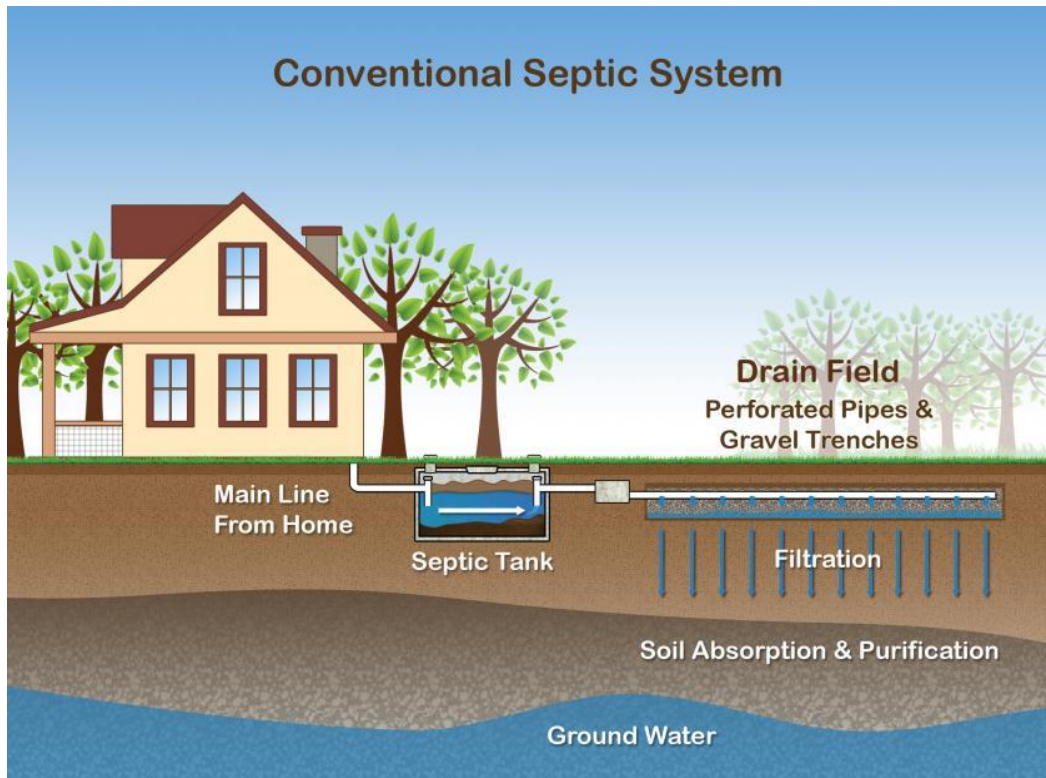 Conventional Septic System
Drain Field
Perforated Pipes &
Gravel Trenches
Main Line
From Home
Septic Tank
Filtration
Soil Absorption & Purification
Ground Water